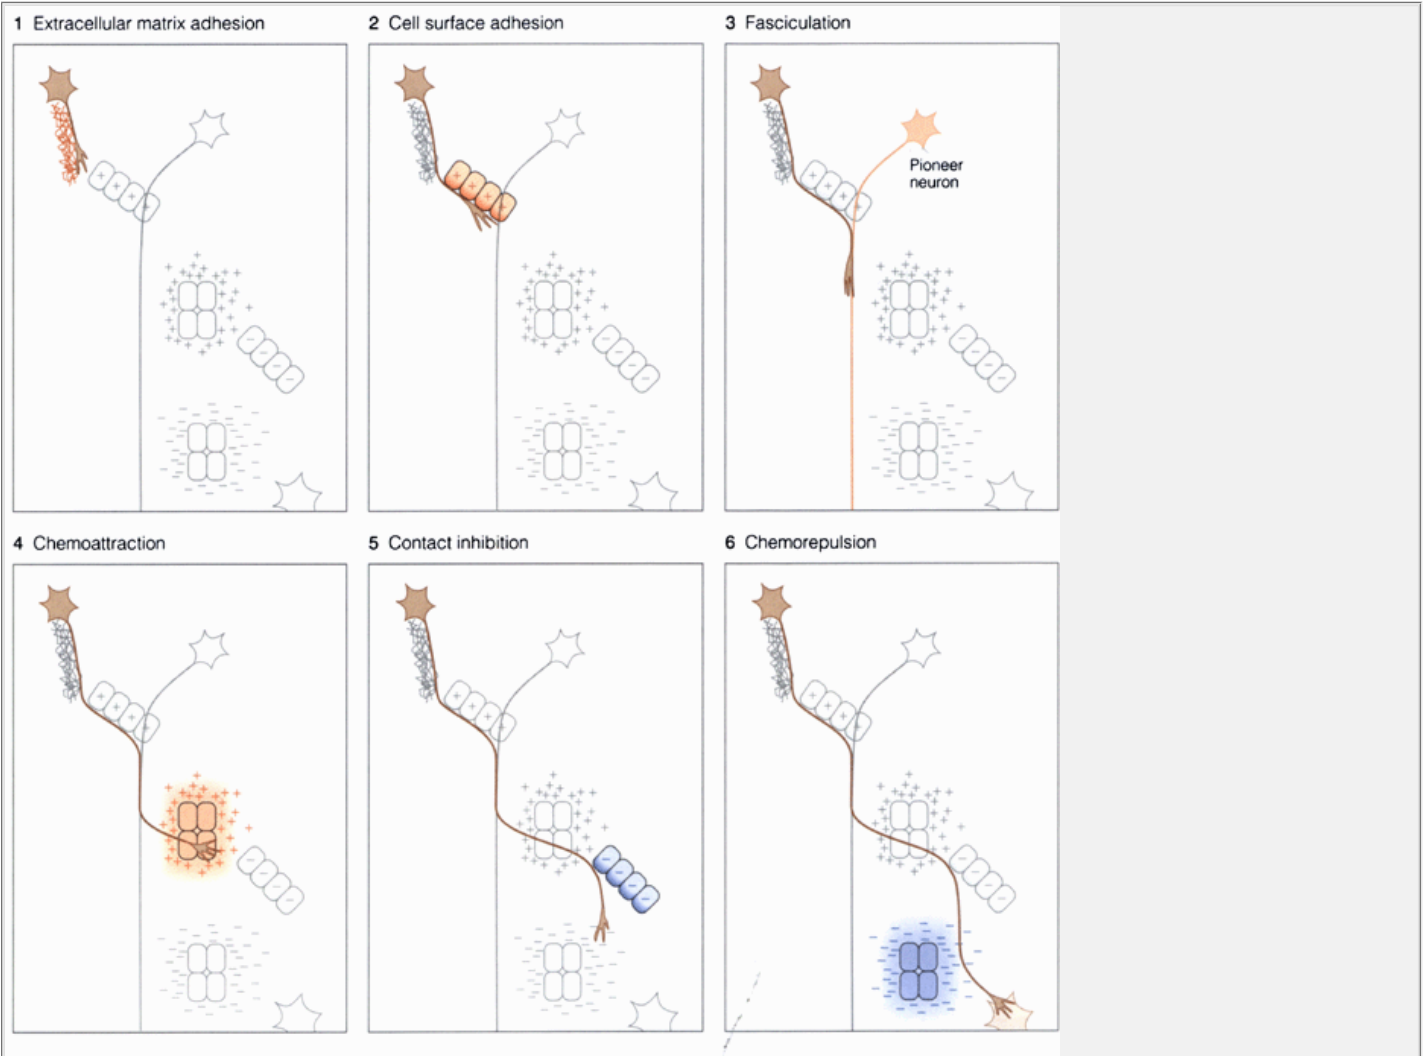 1 Extracellular matrix adhesion
2 Cell surface adhesion
3 Fasciculation
Pioneer
neuron
4 Chemoattraction
5 Contact inhibition
6 Chemorepulsion